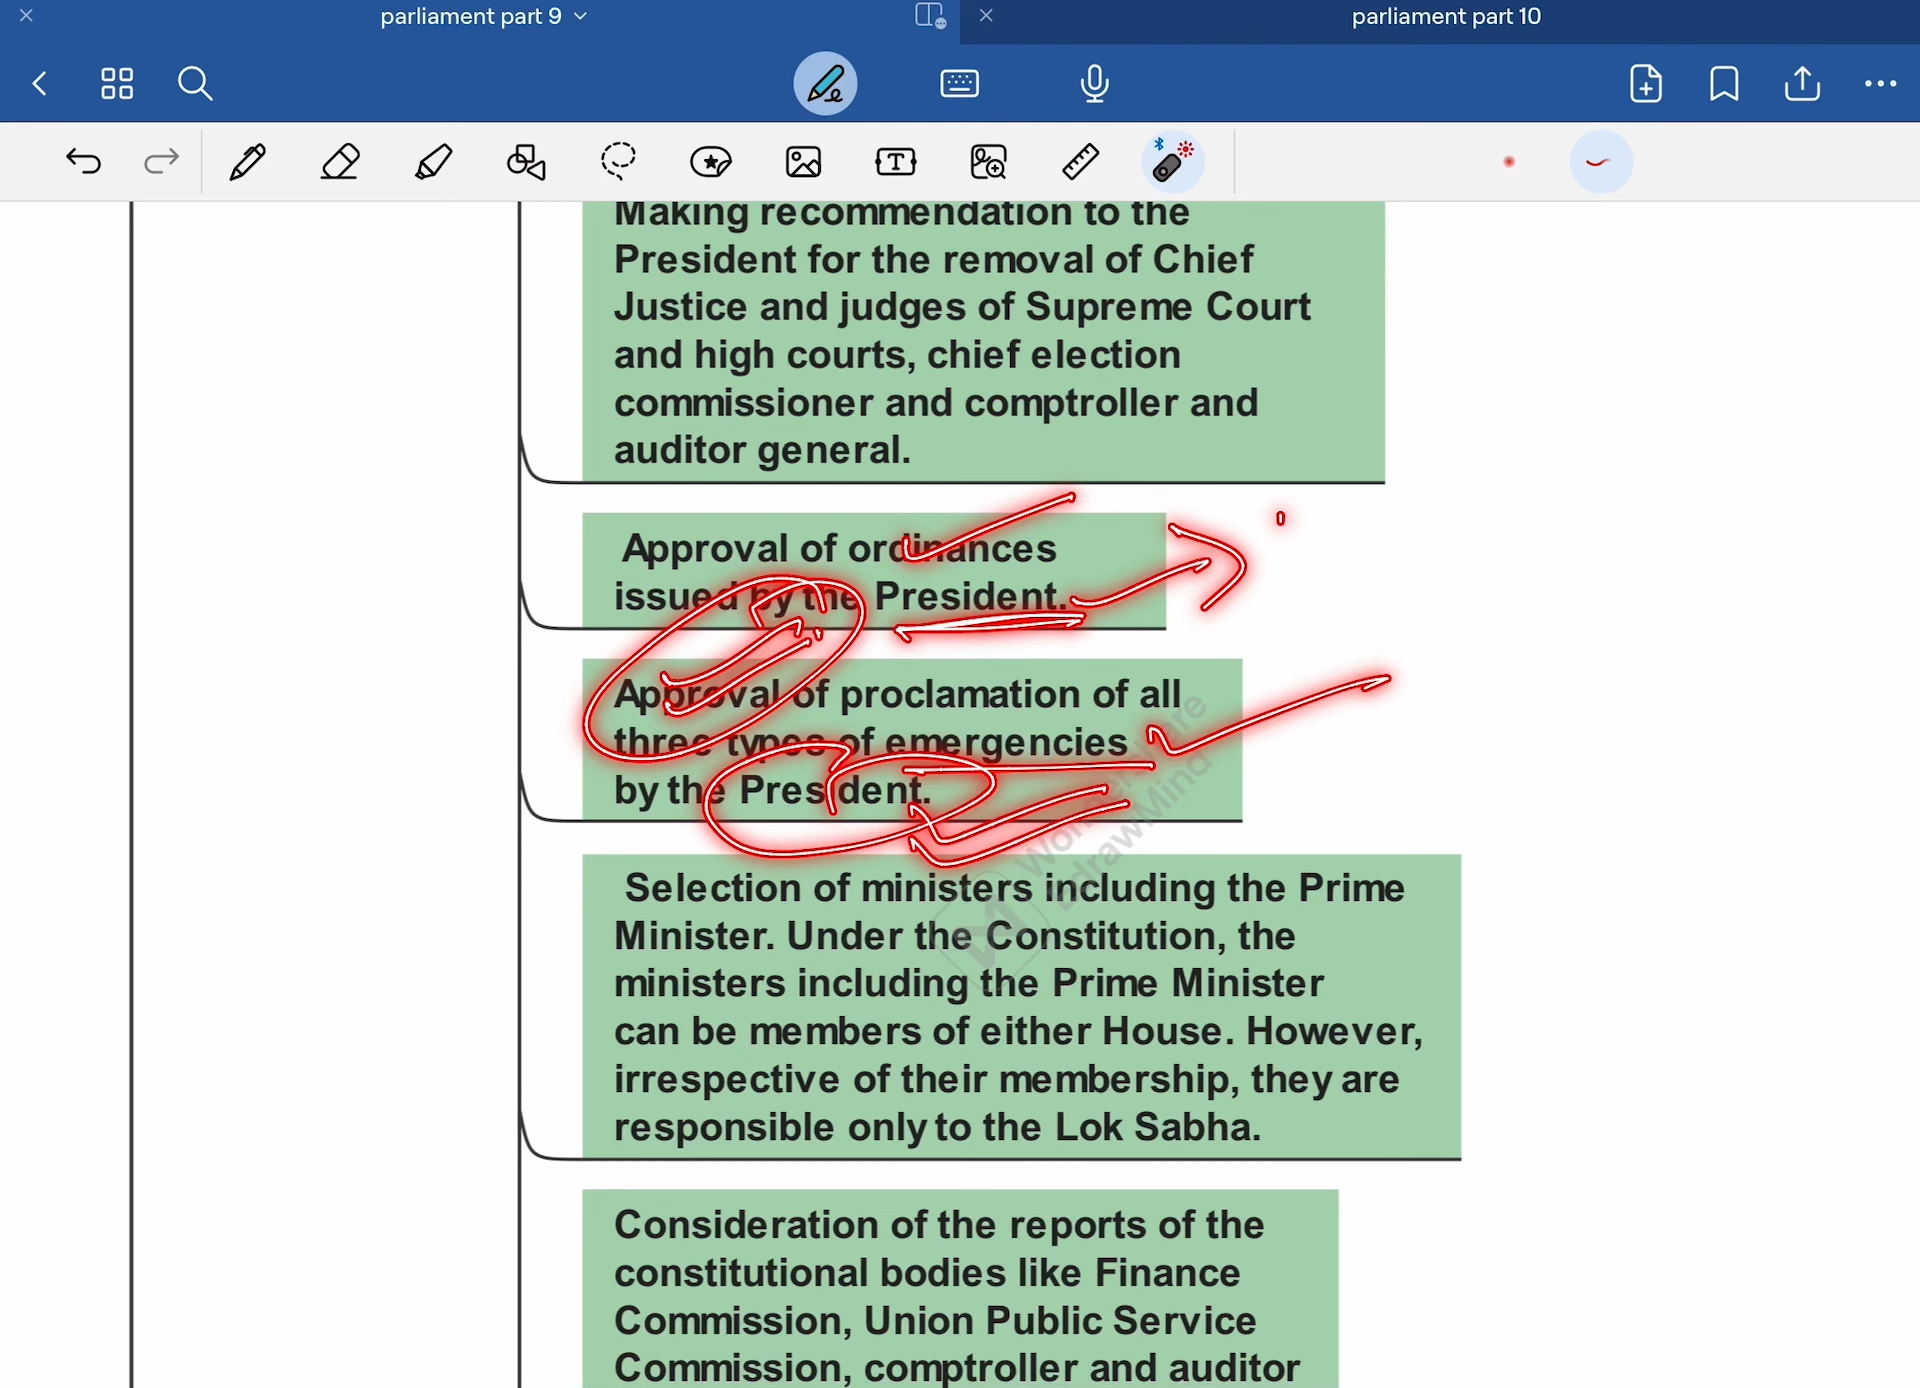 parliament part 9
parliament part 10
Making recommendation to the
President for the removal of Chief
Justice and judges of Supreme Court
and high courts, chief election
commissioner and comptroller and
auditor general.
Approval of ordinances
issued by the President.
Approval of proclamation of all
three types of emergencies
by the President.
Selection of ministers including the Prime
Minister. Under the Constitution, the
ministers including the Prime Minister
can be members of either House. However,
irrespective of their membership, they are
responsible only to the Lok Sabha.
Consideration of the reports of the
constitutional bodies like Finance
Commission, Union Public Service
Commission, comptroller and auditor
Wondershare
EdrawMind